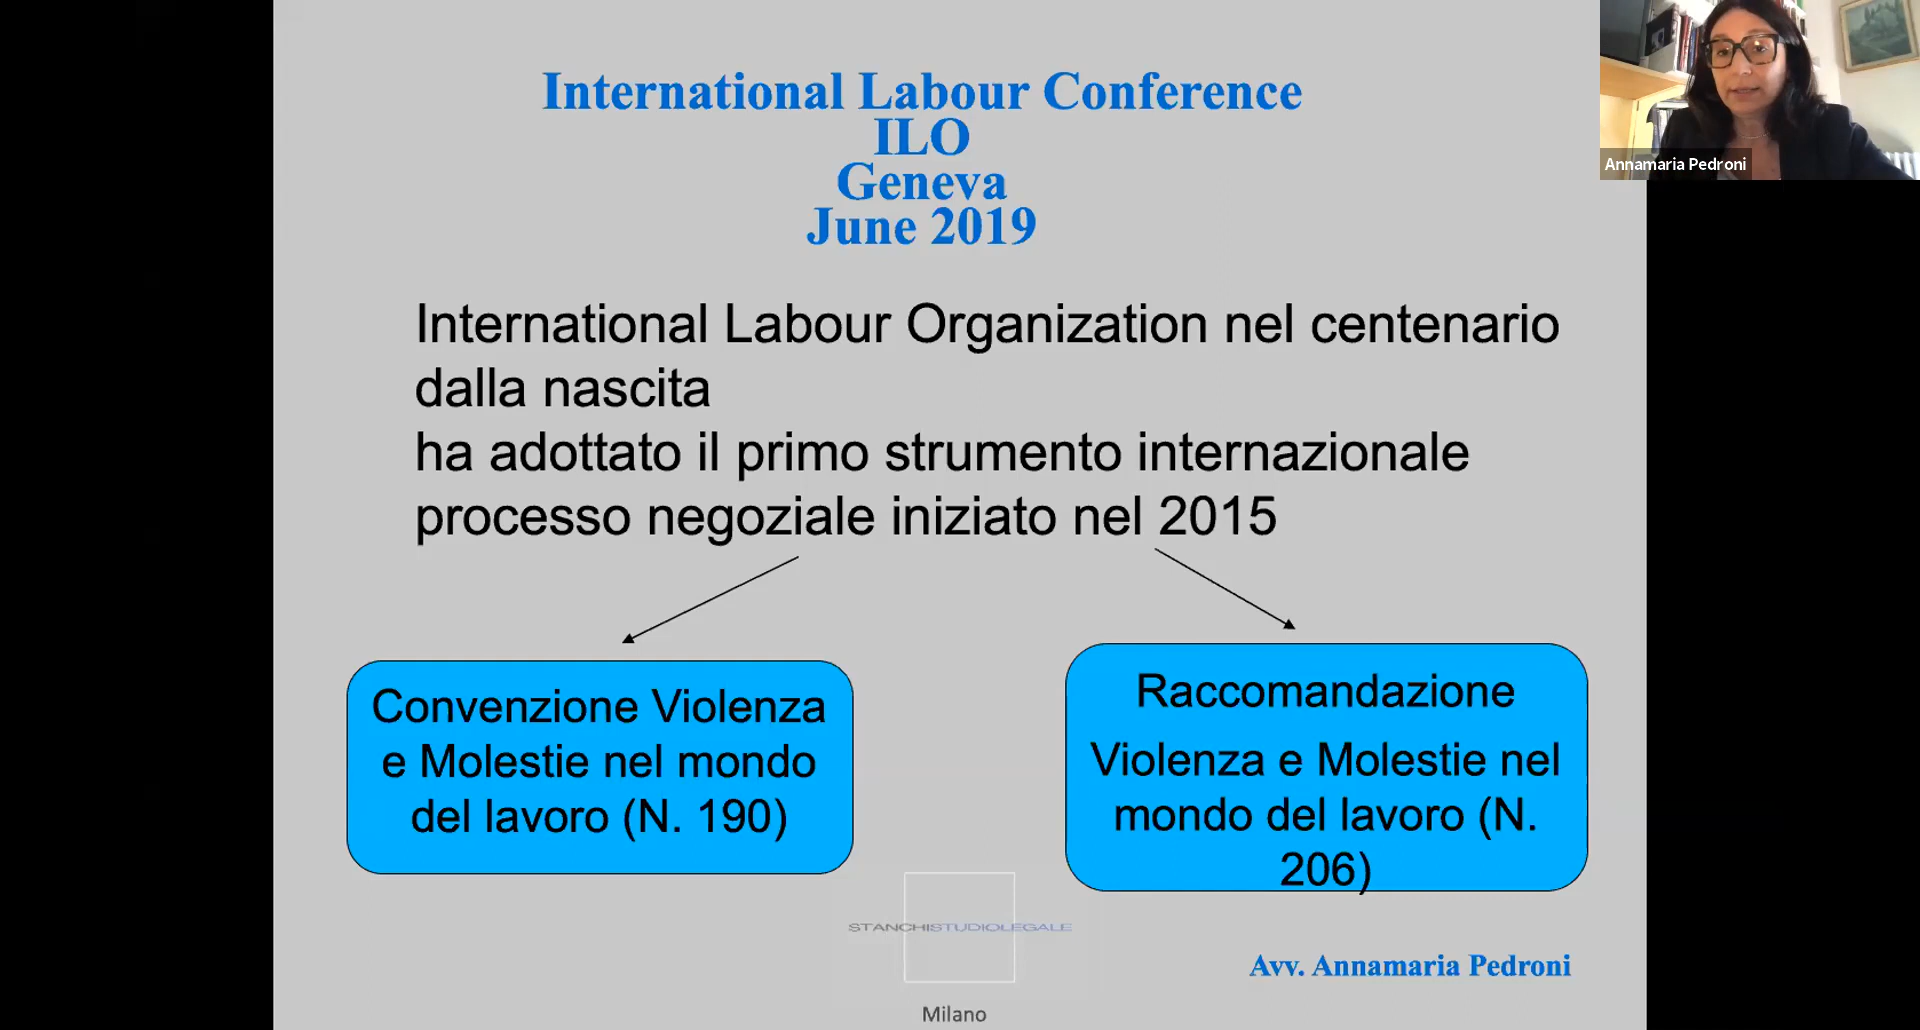 International Labour Conference
ILO
Geneva
June 2019
Annamaria Pedroni
International Labour Organization nel centenario
dalla nascita
ha adottato il primo strumento internazionale
processo negoziale iniziato nel 2015
Convenzione Violenza
e Molestie nel mondo
del lavoro (N. 190)
Raccomandazione
Violenza e Molestie nel
mondo del lavoro (N.
206)
STANCHISTUDIOLEGALE
Avv. Annamaria Pedroni
Milano